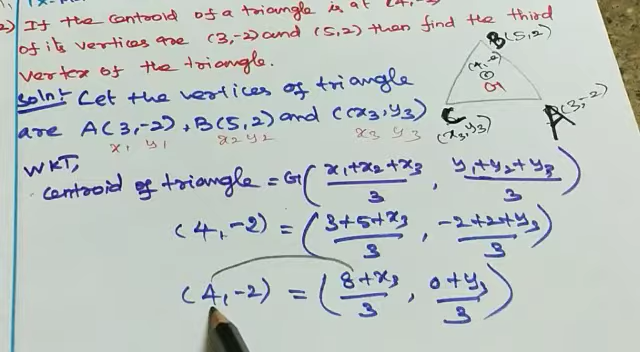 2) If the centroid of a triangle is at (4,-2)
of its vertices are (3,-2) and (5,2) then find the third
vertex of the triangle.
B(5,2)
(4,-2)
G
C
(x3,y3)
A(3,-2)
Soln: Let the vertices of triangle
are A(3,-2), B(5,2) and C(x3,y3)
x1 y1 x2 y2 x3 y3
WKT,
centroid of triangle = G(x1+x2+x3/3, y1+y2+y3/3)
(4,-2) = (3+5+x3/3, -2+2+y3/3)
(4,-2) = (8+x3/3, 0+y3/3)